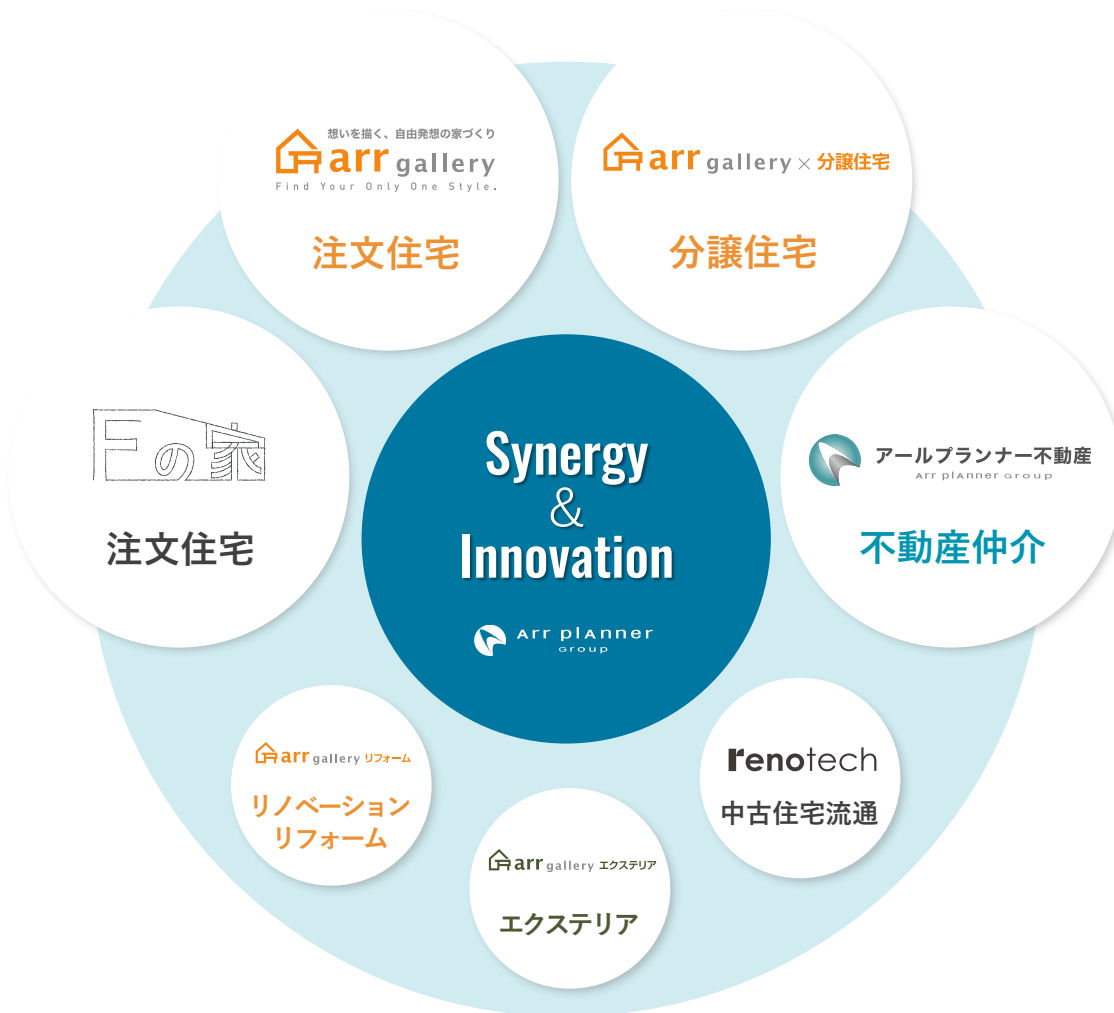 想いを描く、自由発想の家づくり
arr gallery
Find Your Only One Style.
注文住宅
arr gallery × 分譲住宅
分譲住宅
Fの家
注文住宅
Synergy
&
Innovation
Arr plAnner
Group
アールプランナー不動産
Arr plAnner Group
不動産仲介
arr gallery リフォーム
リノベーション
リフォーム
arr gallery エクステリア
エクステリア
renotech
中古住宅流通